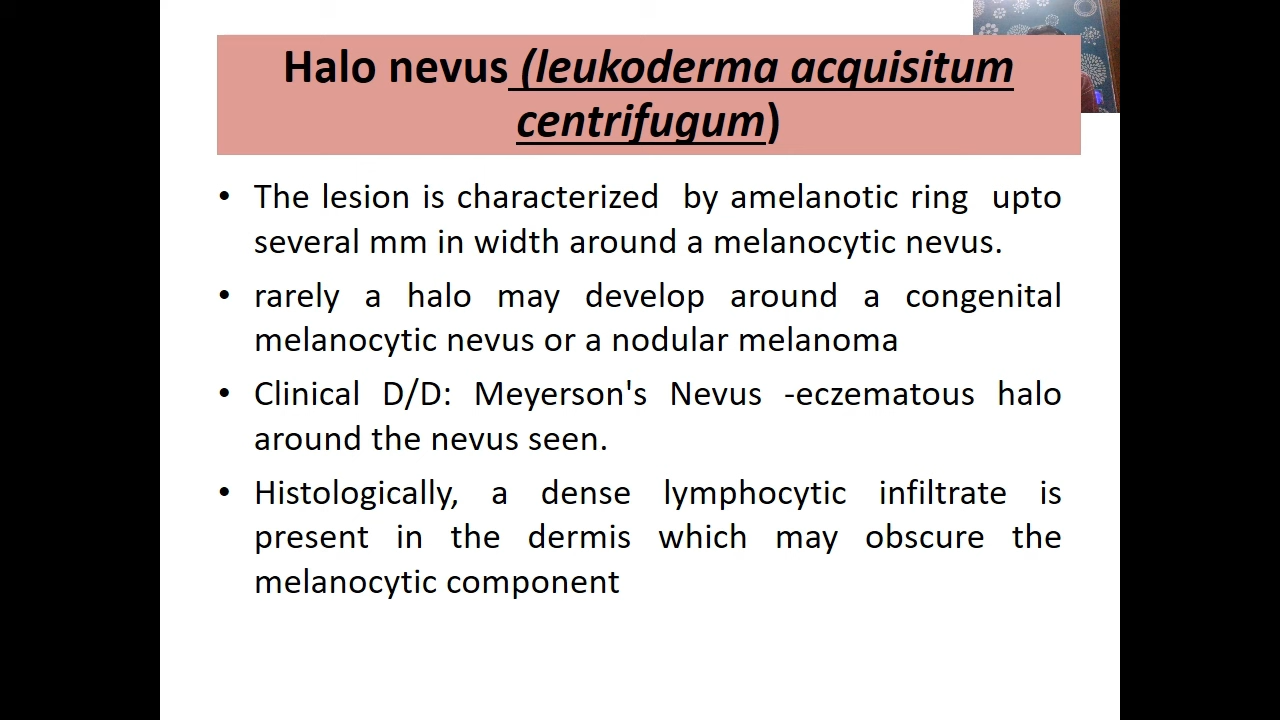 Halo nevus (leukoderma acquisitum
centrifugum)
• The lesion is characterized by amelanotic ring upto
several mm in width around a melanocytic nevus.
• rarely a halo may develop around a congenital
melanocytic nevus or a nodular melanoma
• Clinical D/D: Meyerson's Nevus -eczematous halo
around the nevus seen.
• Histologically, a dense lymphocytic infiltrate is
present in the dermis which may obscure the
melanocytic component